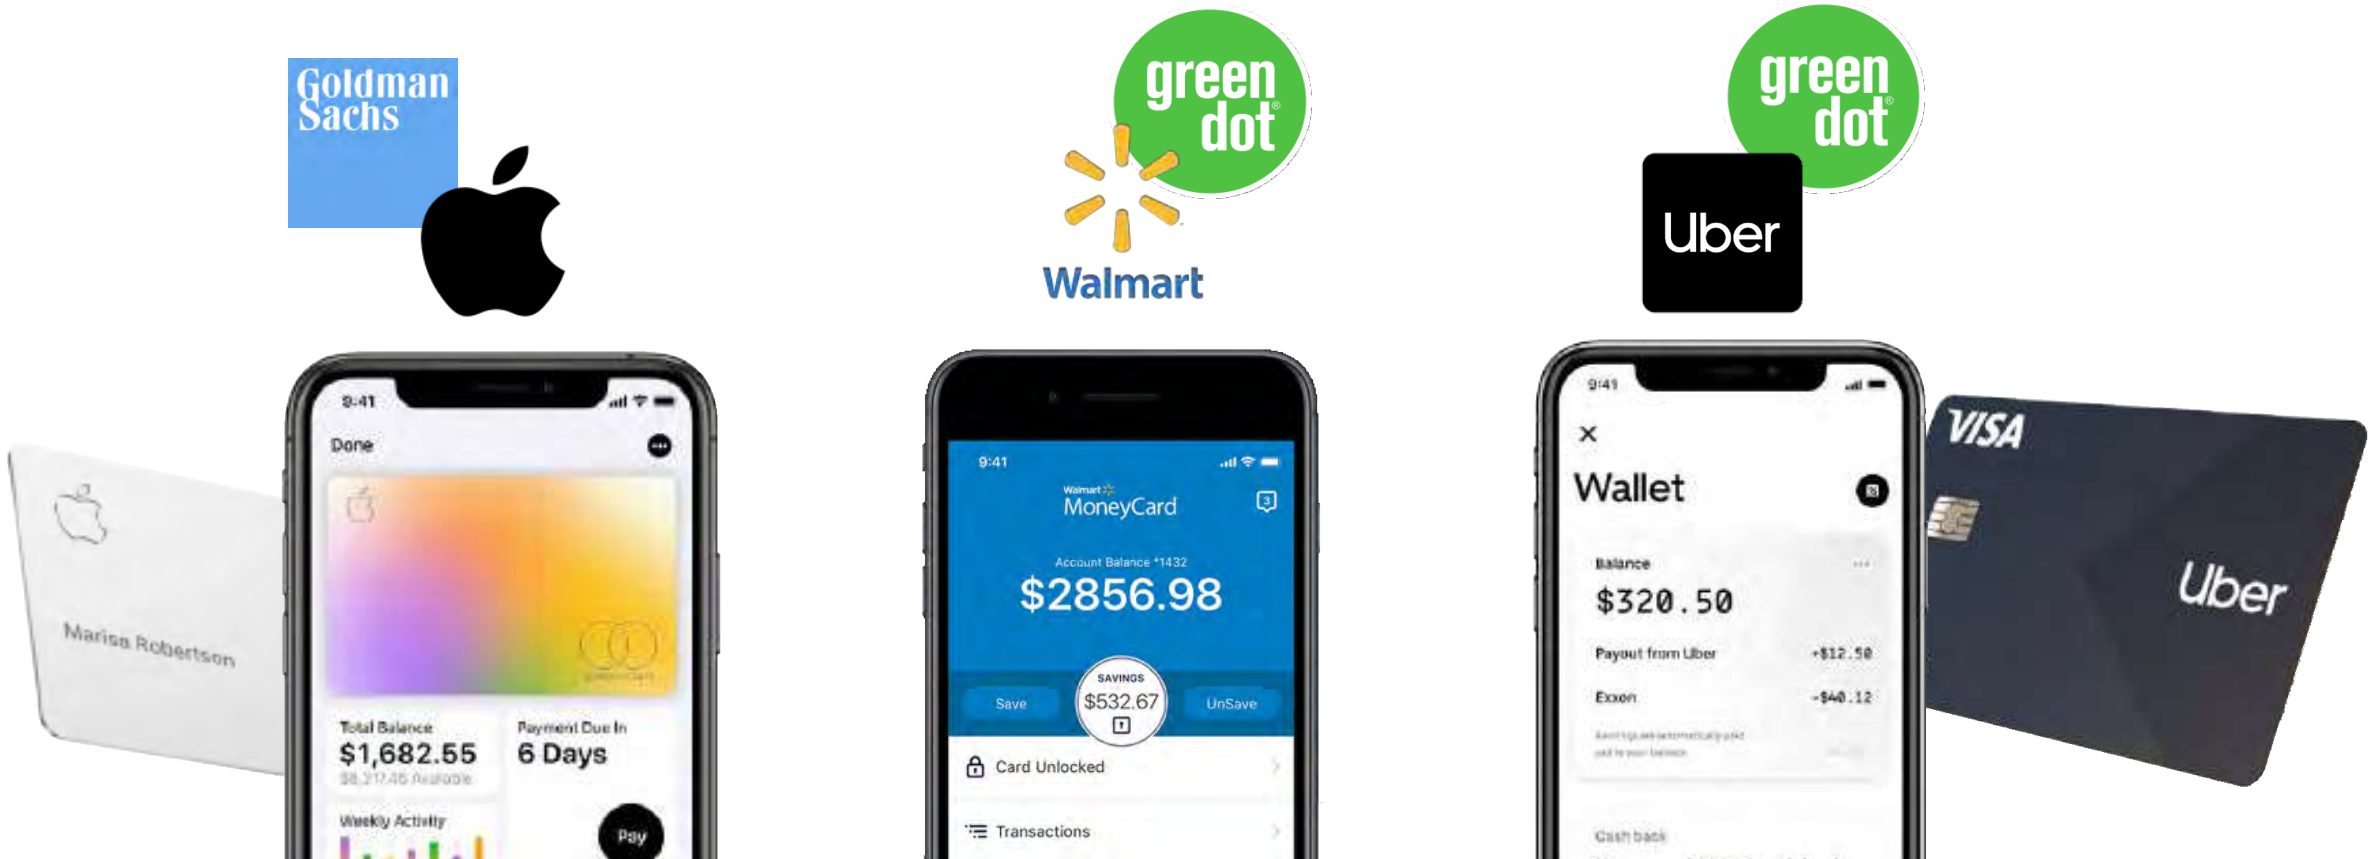 Goldman
Sachs
green
dot
Walmart
green
dot
Uber
Marisa Robertson
9:41
Done
Total Balance
$1,682.55
Payment Due In
6 Days
Weekly Activity
Pay
9:41
Walmart
MoneyCard
3
Account Balance *1432
$2856.98
SAVINGS
$532.67
Save
UnSave
Card Unlocked
Transactions
9:41
Wallet
Balance
$320.50
Payout from Uber +$12.50
Exxon -$40.12
Cash back
VISA
Uber